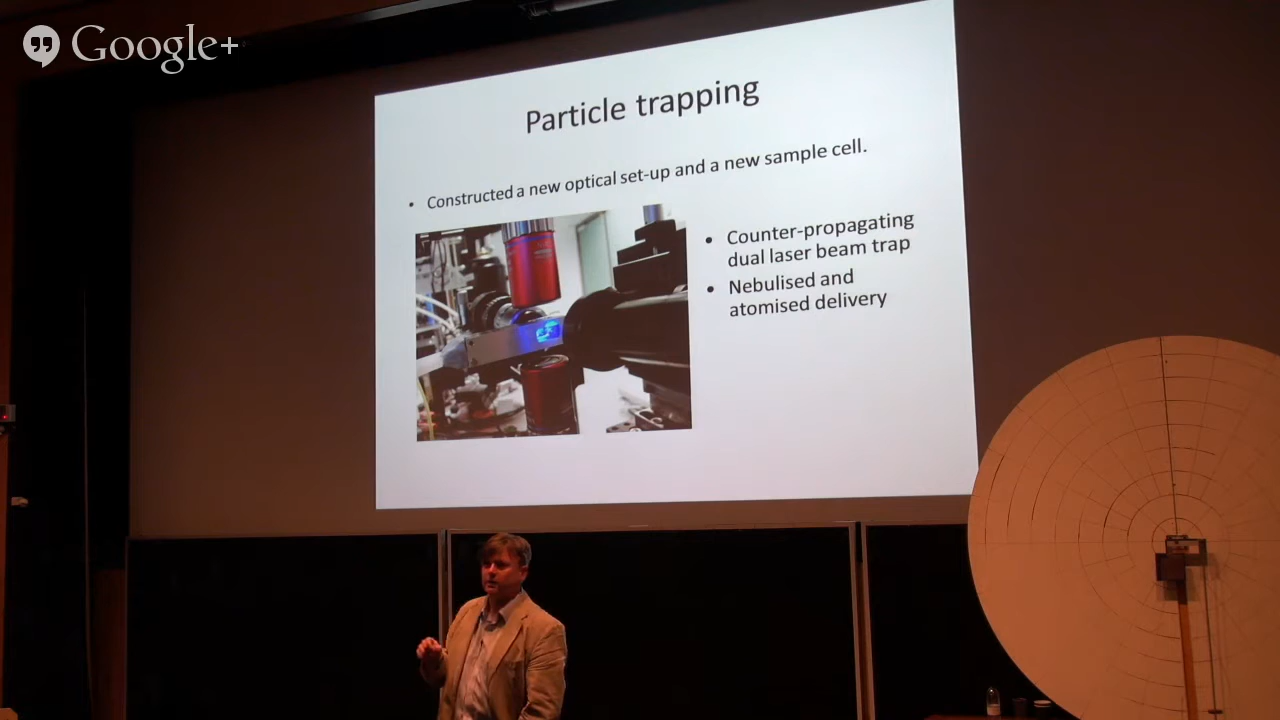 Google+
Particle trapping
• Constructed a new optical set-up and a new sample cell.
• Counter-propagating
dual laser beam trap
• Nebulised and
atomised delivery